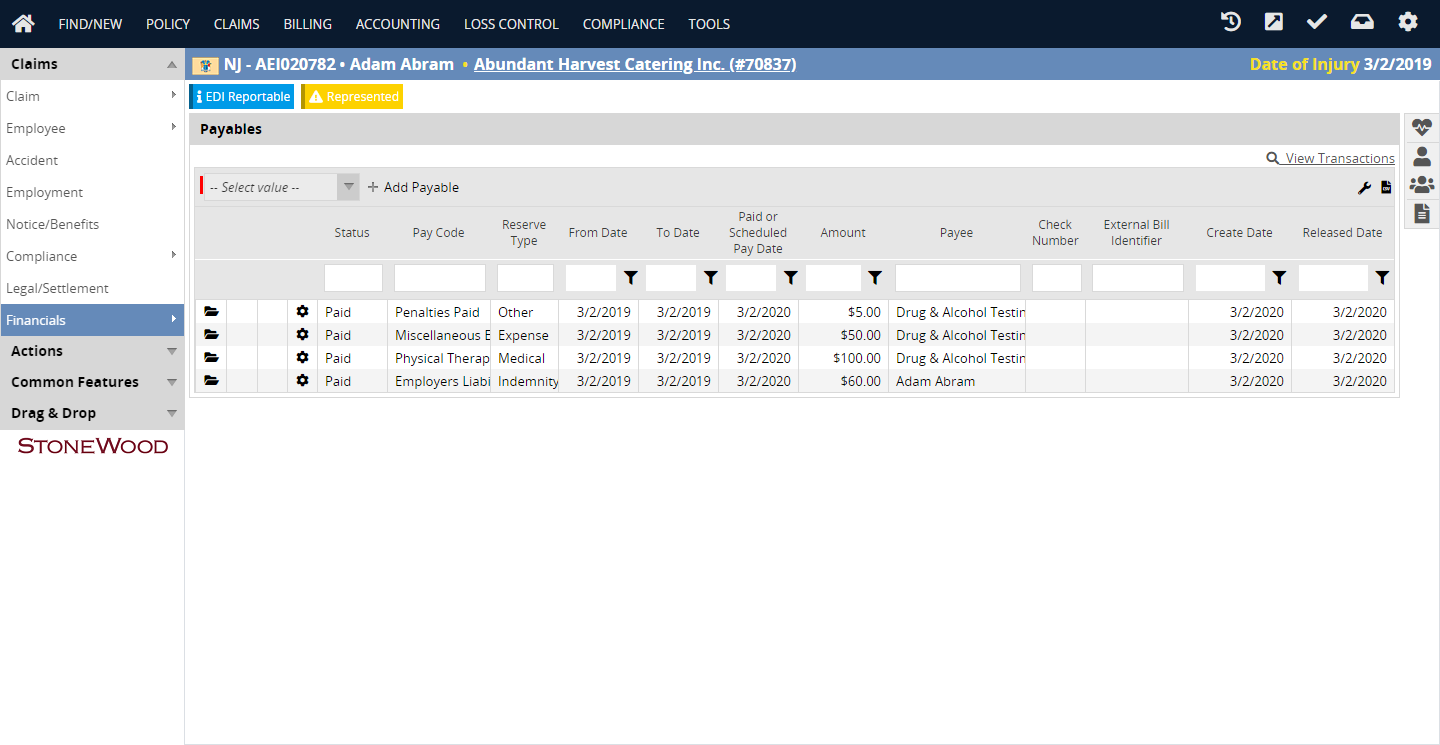 FIND/NEW POLICY CLAIMS BILLING ACCOUNTING LOSS CONTROL COMPLIANCE TOOLS
Claims
Claim
Employee
Accident
Employment
Notice/Benefits
Compliance
Legal/Settlement
Financials
Actions
Common Features
Drag & Drop
STONEWOOD
NJ - AEI020782 • Adam Abram • Abundant Harvest Catering Inc. (#70837)
Date of Injury 3/2/2019
EDI Reportable Represented
Payables
View Transactions
-- Select value -- Add Payable
Status Pay Code Reserve Type From Date To Date Paid or Scheduled Pay Date Amount Payee Check Number External Bill Identifier Create Date Released Date
Paid Penalties Paid Other 3/2/2019 3/2/2019 3/2/2020 $5.00 Drug & Alcohol Testin 3/2/2020 3/2/2020
Paid Miscellaneous E Expense 3/2/2019 3/2/2019 3/2/2020 $50.00 Drug & Alcohol Testin 3/2/2020 3/2/2020
Paid Physical Therap Medical 3/2/2019 3/2/2019 3/2/2020 $100.00 Drug & Alcohol Testin 3/2/2020 3/2/2020
Paid Employers Liabi Indemnity 3/2/2019 3/2/2019 3/2/2020 $60.00 Adam Abram 3/2/2020 3/2/2020